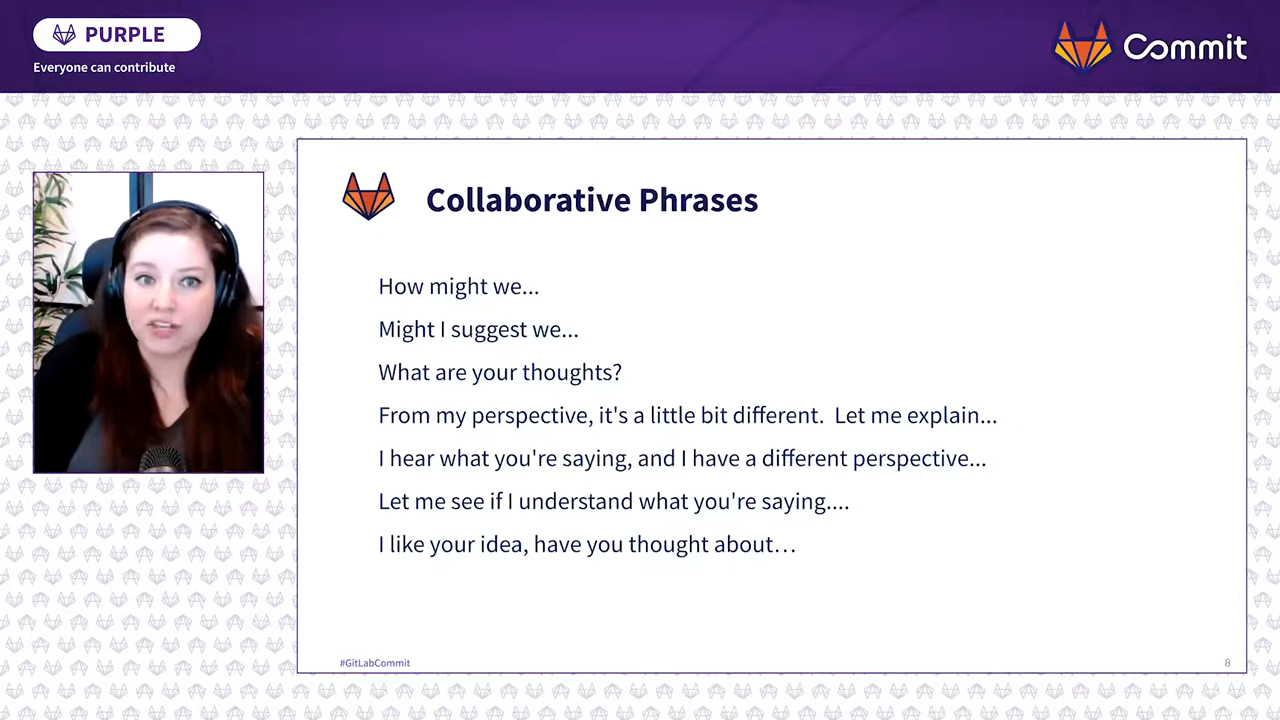 PURPLE
Everyone can contribute
Commit
Collaborative Phrases
How might we...
Might I suggest we...
What are your thoughts?
From my perspective, it's a little bit different.  Let me explain...
I hear what you're saying, and I have a different perspective...
Let me see if I understand what you're saying....
I like your idea, have you thought about…
#GitLabCommit
8